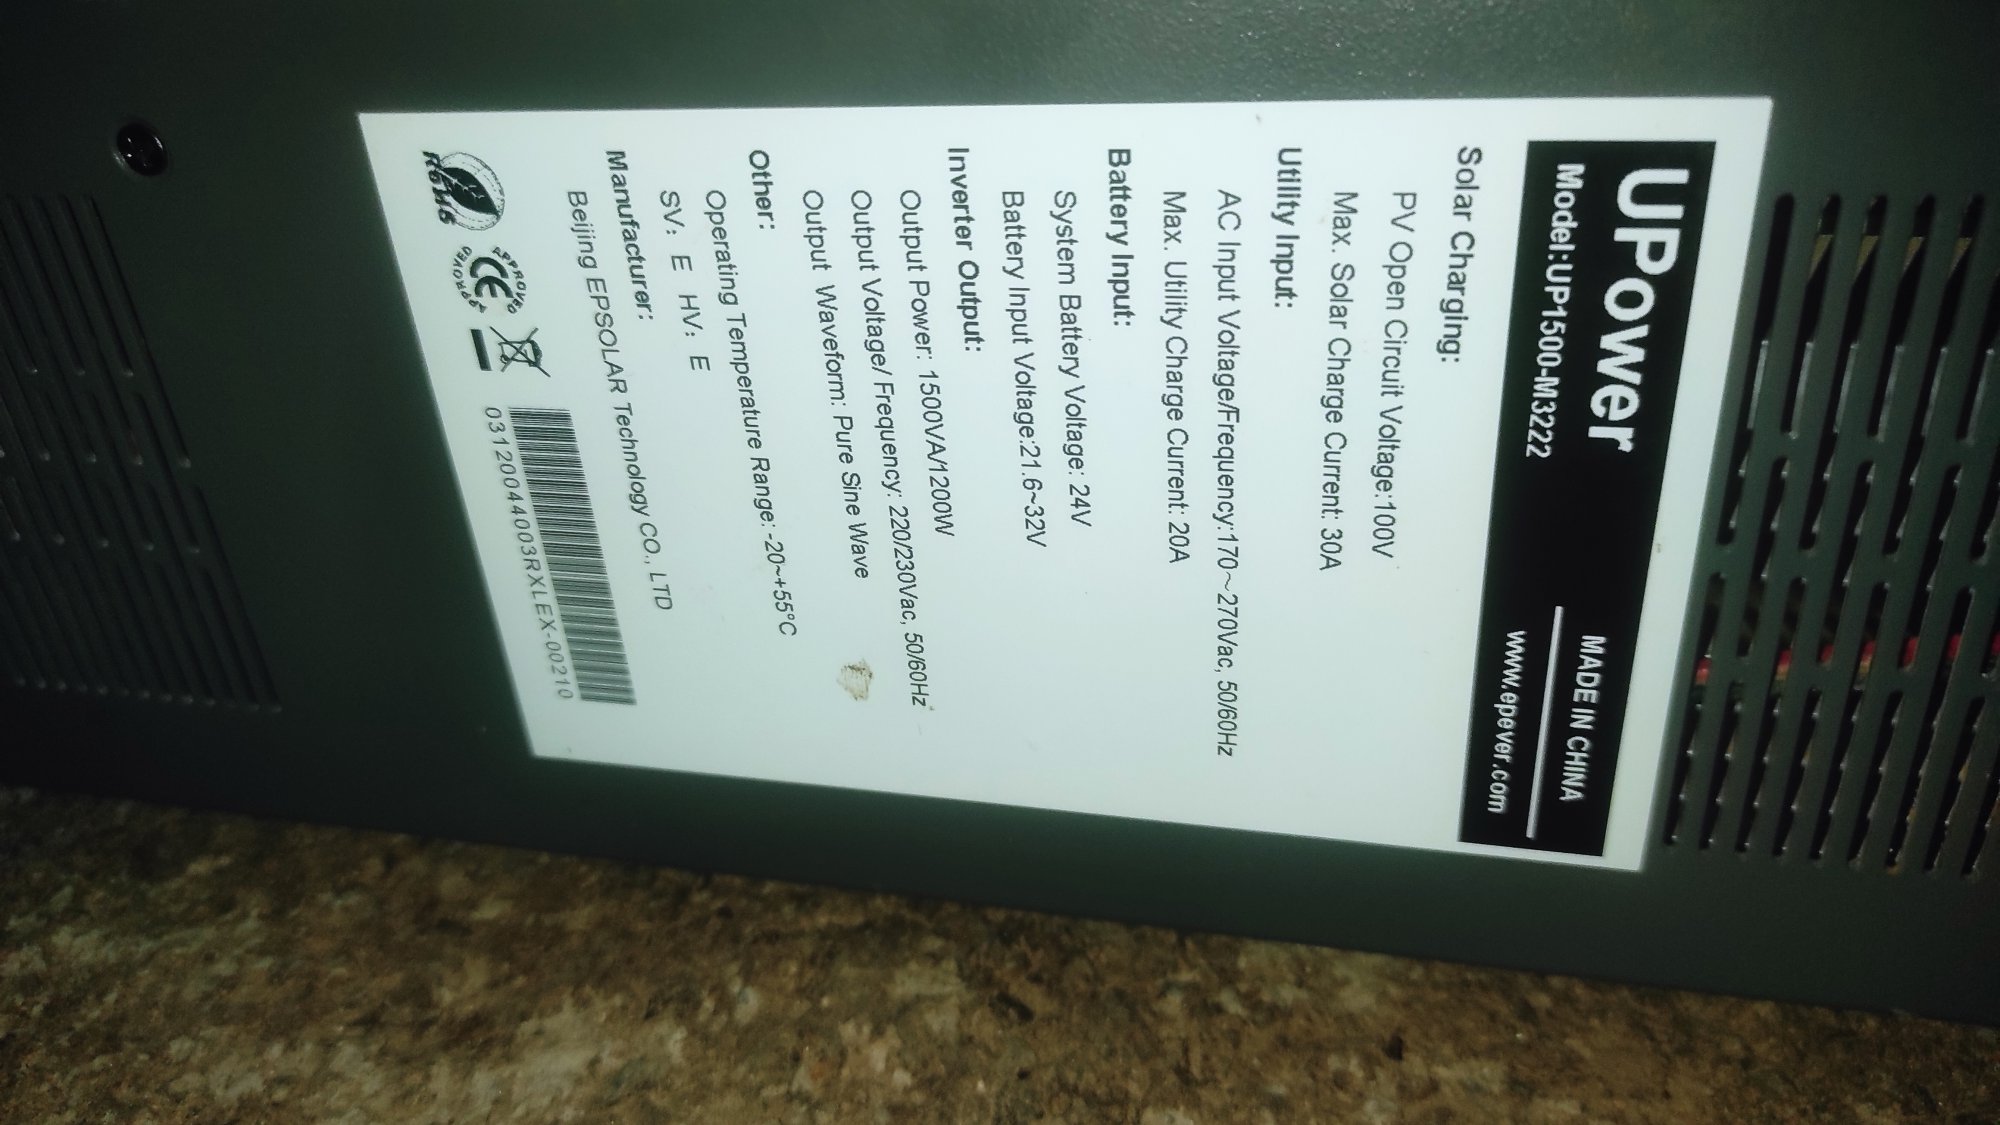 UPower
Model:UP1500-M3222
MADE IN CHINA
www.epever.com
Solar Charging:
PV Open Circuit Voltage:100V
Max. Solar Charge Current: 30A
Utility Input:
AC Input Voltage/Frequency:170～270Vac, 50/60Hz
Max. Utility Charge Current: 20A
Battery Input:
System Battery Voltage: 24V
Battery Input Voltage:21.6~32V
Inverter Output:
Output Power: 1500VA/1200W
Output Voltage/ Frequency: 220/230Vac, 50/60Hz
Output Waveform: Pure Sine Wave
Other:
Operating Temperature Range: -20~+55°C
SV: E HV: E
Manufacturer:
Beijing EPSOLAR Technology CO., LTD
RoHS
APPROVED
CE
APPROVED
0312004403RXLEX-00210